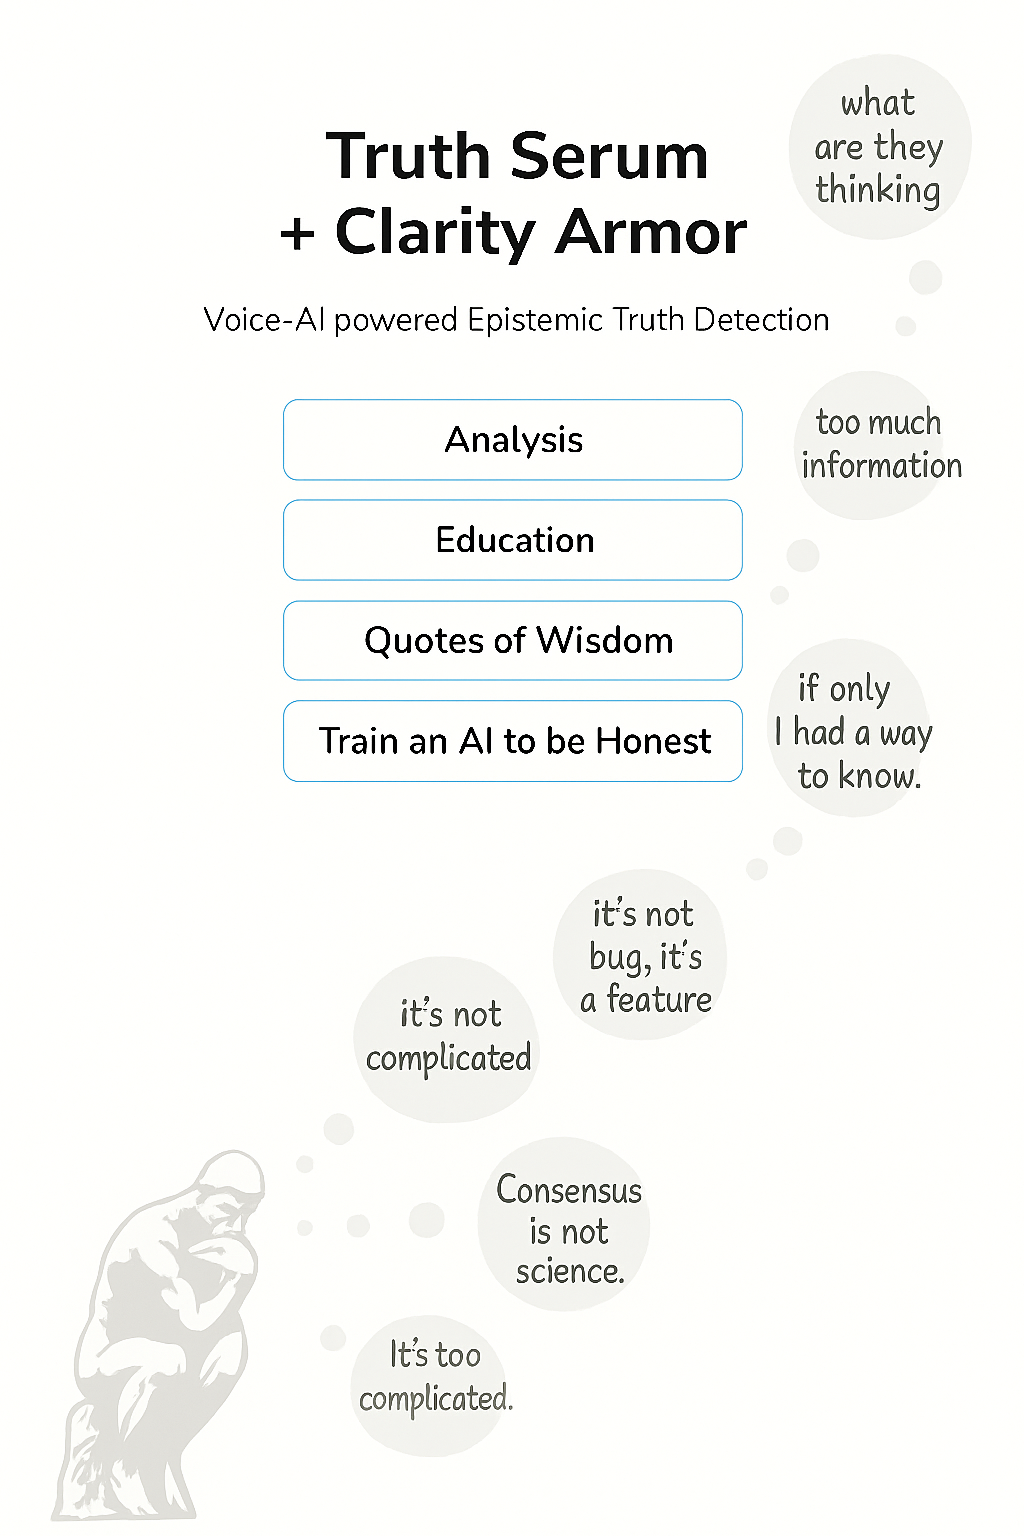 Truth Serum
+ Clarity Armor
Voice-AI powered Epistemic Truth Detection
Analysis
Education
Quotes of Wisdom
Train an AI to be Honest
what
are they
thinking
too much
information
if only
I had a way
to know.
it's not
bug, it's
a feature
it's not
complicated
Consensus
is not
science.
It's too
complicated.